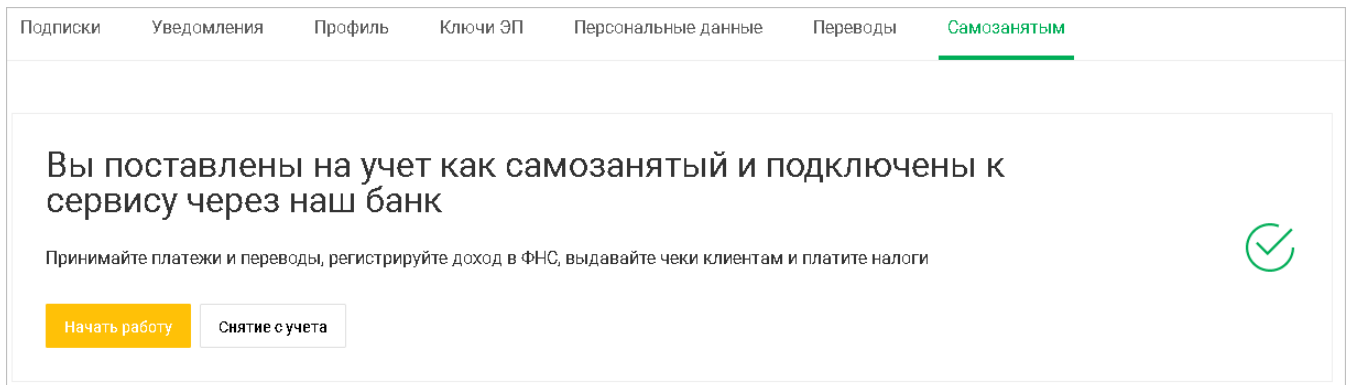 Подписки Уведомления Профиль Ключи ЭП Персональные данные Переводы Самозанятым
Вы поставлены на учет как самозанятый и подключены к
сервису через наш банк
Принимайте платежи и переводы, регистрируйте доход в ФНС, выдавайте чеки клиентам и платите налоги
Начать работу Снятие с учета